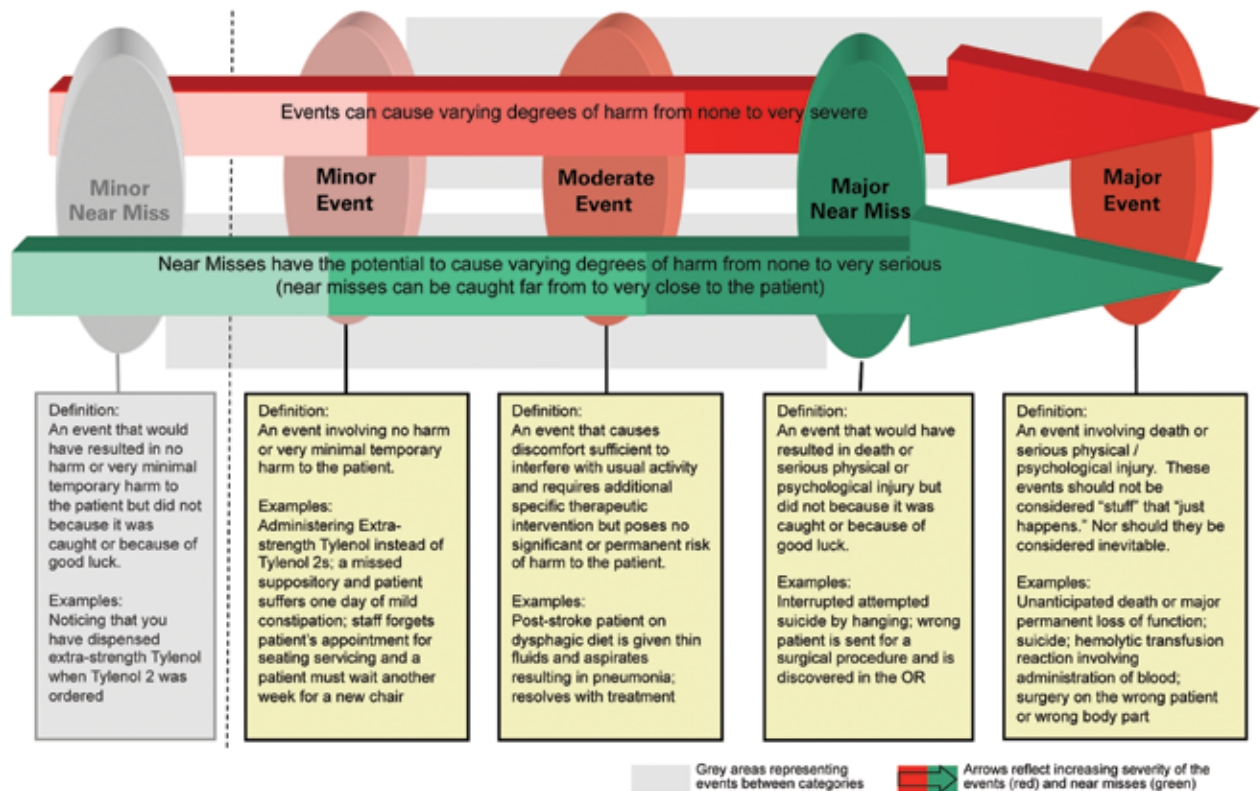 Events can cause varying degrees of harm from none to very severe
Minor
Near Miss
Minor
Event
Moderate
Event
Major
Near Miss
Major
Event
Near Misses have the potential to cause varying degrees of harm from none to very serious
(near misses can be caught far from to very close to the patient)
Definition:
An event that would
have resulted in no
harm or very minimal
temporary harm to
the patient but did not
because it was
caught or because of
good luck.
Examples:
Noticing that you
have dispensed
extra-strength Tylenol
when Tylenol 2 was
ordered
Definition:
An event involving no harm
or very minimal temporary
harm to the patient.
Examples:
Administering Extra-
strength Tylenol instead of
Tylenol 2s; a missed
suppository and patient
suffers one day of mild
constipation; staff forgets
patient's appointment for
seating servicing and a
patient must wait another
week for a new chair
Definition:
An event that causes
discomfort sufficient to
interfere with usual activity
and requires additional
specific therapeutic
intervention but poses no
significant or permanent risk
of harm to the patient.
Examples:
Post-stroke patient on
dysphagic diet is given thin
fluids and aspirates
resulting in pneumonia;
resolves with treatment
Definition:
An event that would have
resulted in death or
serious physical or
psychological injury but
did not because it was
caught or because of
good luck.
Examples:
Interrupted attempted
suicide by hanging; wrong
patient is sent for a
surgical procedure and is
discovered in the OR
Definition:
An event involving death or
serious physical /
psychological injury. These
events should not be
considered "stuff" that "just
happens." Nor should they be
considered inevitable.
Examples:
Unanticipated death or major
permanent loss of function;
suicide; hemolytic transfusion
reaction involving
administration of blood;
surgery on the wrong patient
or wrong body part
Grey areas representing
events between categories
Arrows reflect increasing severity of the
events (red) and near misses (green)